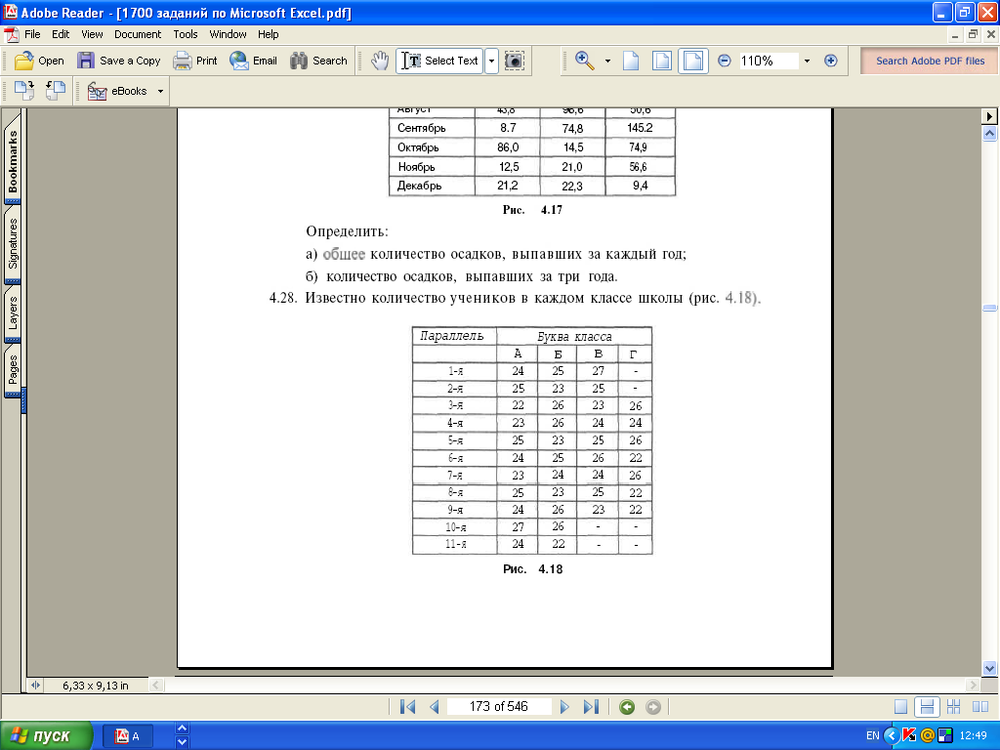 Adobe Reader - [1700 заданий по Microsoft Excel.pdf]
File Edit View Document Tools Window Help
Open Save a Copy Print Email Search Select Text 110% Search Adobe PDF files
eBooks
Bookmarks
Signatures
Layers
Pages
Август 43,8 96,6 50,6
Сентябрь 8.7 74,8 145.2
Октябрь 86,0 14,5 74,9
Ноябрь 12,5 21,0 56,6
Декабрь 21,2 22,3 9,4
Рис. 4.17
Определить:
а) общее количество осадков, выпавших за каждый год;
б) количество осадков, выпавших за три года.
4.28. Известно количество учеников в каждом классе школы (рис. 4.18).
Параллель Буква класса
А Б В Г
1-я 24 25 27 -
2-я 25 23 25 -
3-я 22 26 23 26
4-я 23 26 24 24
5-я 25 23 25 26
6-я 24 25 26 22
7-я 23 24 24 26
8-я 25 23 25 22
9-я 24 26 23 22
10-я 27 26 - -
11-я 24 22 - -
Рис. 4.18
6,33 x 9,13 in
173 of 546
пуск A EN 12:49